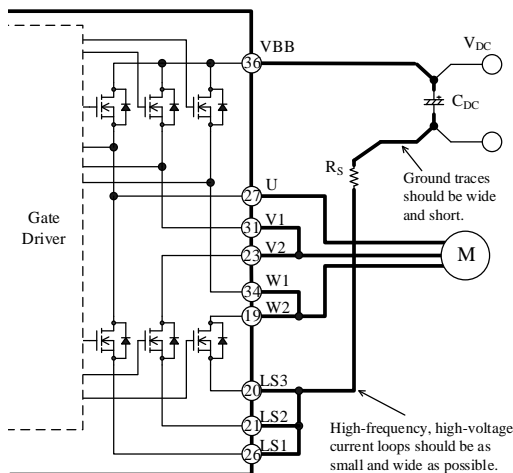 VBB
36
V_DC
C_DC
R_S
Ground traces
should be wide
and short.
U
27
V1
31
V2
23
M
Gate
Driver
W1
34
W2
19
LS3
20
LS2
21
LS1
26
High-frequency, high-voltage
current loops should be as
small and wide as possible.